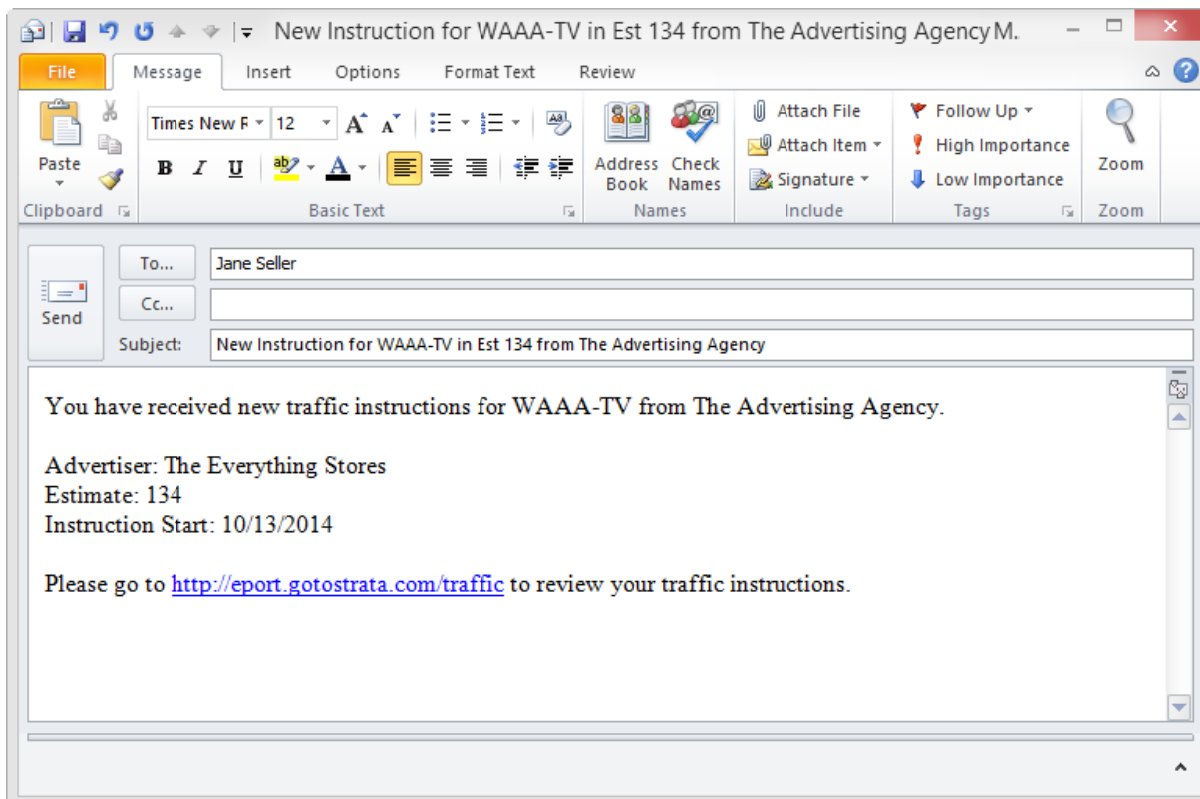 New Instruction for WAAA-TV in Est 134 from The Advertising Agency M.
File Message Insert Options Format Text Review
Paste
Clipboard
Times New R 12
B I U
Basic Text
Address Book
Check Names
Names
Attach File
Attach Item
Signature
Include
Follow Up
High Importance
Low Importance
Tags
Zoom
Zoom
Send
To... Jane Seller
Cc...
Subject: New Instruction for WAAA-TV in Est 134 from The Advertising Agency
You have received new traffic instructions for WAAA-TV from The Advertising Agency.
Advertiser: The Everything Stores
Estimate: 134
Instruction Start: 10/13/2014
Please go to http://eport.gotostrata.com/traffic to review your traffic instructions.